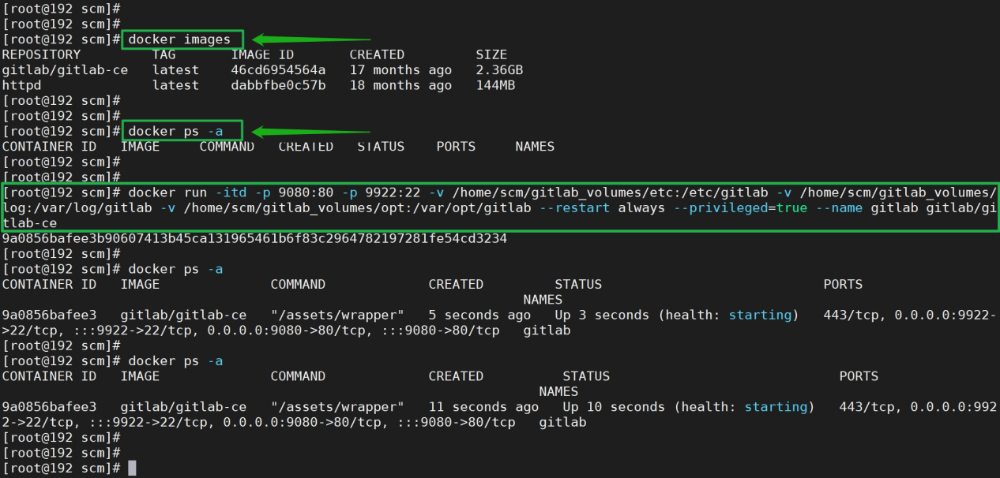 [root@192 scm]#
[root@192 scm]#
[root@192 scm]# docker images
REPOSITORY         TAG       IMAGE ID       CREATED         SIZE
gitlab/gitlab-ce   latest    46cd6954564a   17 months ago   2.36GB
httpd              latest    dabbfbe0c57b   18 months ago   144MB
[root@192 scm]#
[root@192 scm]#
[root@192 scm]# docker ps -a
CONTAINER ID   IMAGE     COMMAND   CREATED   STATUS    PORTS     NAMES
[root@192 scm]#
[root@192 scm]#
[root@192 scm]# docker run -itd -p 9080:80 -p 9922:22 -v /home/scm/gitlab_volumes/etc:/etc/gitlab -v /home/scm/gitlab_volumes/
log:/var/log/gitlab -v /home/scm/gitlab_volumes/opt:/var/opt/gitlab --restart always --privileged=true --name gitlab gitlab/gi
tlab-ce
9a0856bafee3b90607413b45ca131965461b6f83c2964782197281fe54cd3234
[root@192 scm]#
[root@192 scm]# docker ps -a
CONTAINER ID   IMAGE              COMMAND             CREATED         STATUS                            PORTS
                                                                  NAMES
9a0856bafee3   gitlab/gitlab-ce   "/assets/wrapper"   5 seconds ago   Up 3 seconds (health: starting)   443/tcp, 0.0.0.0:9922-
>22/tcp, :::9922->22/tcp, 0.0.0.0:9080->80/tcp, :::9080->80/tcp   gitlab
[root@192 scm]#
[root@192 scm]# docker ps -a
CONTAINER ID   IMAGE              COMMAND             CREATED          STATUS                             PORTS
                                                                    NAMES
9a0856bafee3   gitlab/gitlab-ce   "/assets/wrapper"   11 seconds ago   Up 10 seconds (health: starting)   443/tcp, 0.0.0.0:992
2->22/tcp, :::9922->22/tcp, 0.0.0.0:9080->80/tcp, :::9080->80/tcp   gitlab
[root@192 scm]#
[root@192 scm]#
[root@192 scm]#